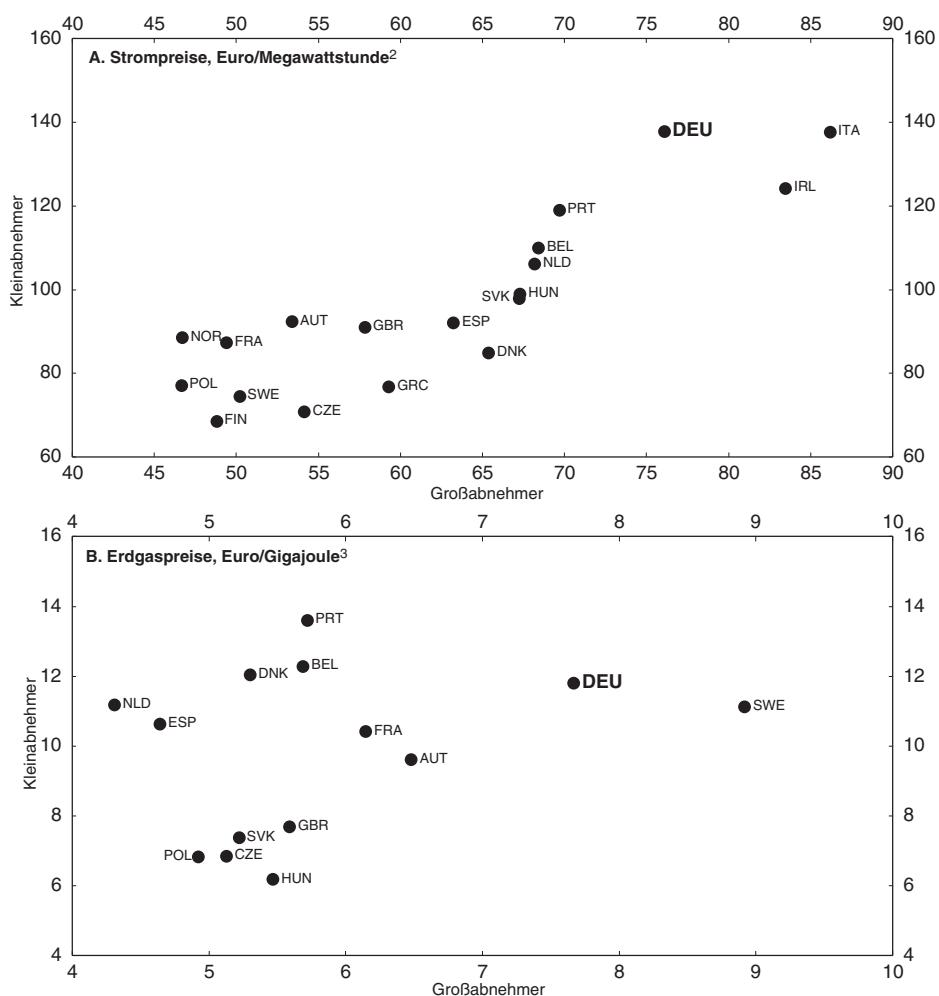 40 45 50 55 60 65 70 75 80 85 90
160 160
A. Strompreise, Euro/Megawattstunde2
140 DEU ITA 140
IRL
120 PRT 120
BEL
NLD
Kleinabnehmer
100 SVK HUN 100
NOR FRA AUT GBR ESP
DNK
80 POL SWE GRC 80
FIN CZE
60 60
40 45 50 55 60 65 70 75 80 85 90
Großabnehmer
4 5 6 7 8 9 10
16 16
B. Erdgaspreise, Euro/Gigajoule3
14 PRT 14
DNK BEL
12 DEU 12
NLD SWE
ESP FRA
Kleinabnehmer
10 AUT 10
8 GBR 8
SVK
POL CZE
6 HUN 6
4 4
4 5 6 7 8 9 10
Großabnehmer